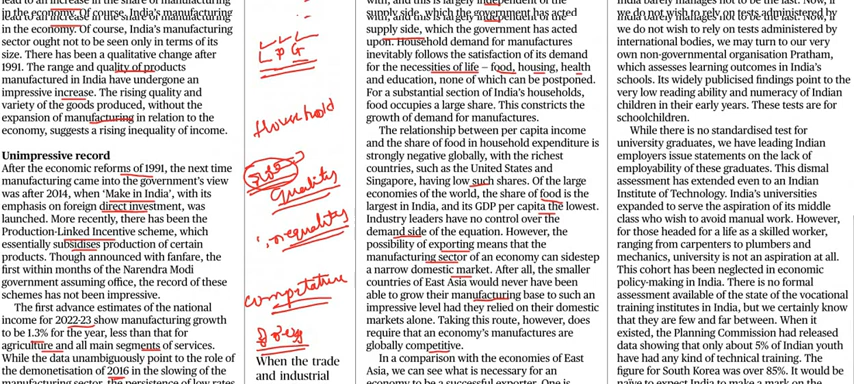 in the economy. Of course, India's manufacturing
sector ought not to be seen only in terms of its
size. There has been a qualitative change after
1991. The range and quality of products
manufactured in India have undergone an
impressive increase. The rising quality and
variety of the goods produced, without the
expansion of manufacturing in relation to the
economy, suggests a rising inequality of income.
Unimpressive record
After the economic reforms of 1991, the next time
manufacturing came into the government's view
was after 2014, when 'Make in India', with its
emphasis on foreign direct investment, was
launched. More recently, there has been the
Production-Linked Incentive scheme, which
essentially subsidises production of certain
products. Though announced with fanfare, the
first within months of the Narendra Modi
government assuming office, the record of these
schemes has not been impressive.
The first advance estimates of the national
income for 2022-23 show manufacturing growth
to be 1.3% for the year, less than that for
agriculture and all main segments of services.
While the data unambiguously point to the role of
the demonetisation of 2016 in the slowing of the
manufacturing sector, the persistence of low rates
L P G
Household
Quality
inequality
When the trade
and industrial
supply side, which the government has acted
upon. Household demand for manufactures
inevitably follows the satisfaction of its demand
for the necessities of life – food, housing, health
and education, none of which can be postponed.
For a substantial section of India's households,
food occupies a large share. This constricts the
growth of demand for manufactures.
The relationship between per capita income
and the share of food in household expenditure is
strongly negative globally, with the richest
countries, such as the United States and
Singapore, having low such shares. Of the large
economies of the world, the share of food is the
largest in India, and its GDP per capita the lowest.
Industry leaders have no control over the
demand side of the equation. However, the
possibility of exporting means that the
manufacturing sector of an economy can sidestep
a narrow domestic market. After all, the smaller
countries of East Asia would never have been
able to grow their manufacturing base to such an
impressive level had they relied on their domestic
markets alone. Taking this route, however, does
require that an economy's manufactures are
globally competitive.
In a comparison with the economies of East
Asia, we can see what is necessary for an
economy to be a successful exporter. One is
we do not wish to rely on tests administered by
international bodies, we may turn to our very
own non-governmental organisation Pratham,
which assesses learning outcomes in India's
schools. Its widely publicised findings point to the
very low reading ability and numeracy of Indian
children in their early years. These tests are for
schoolchildren.
While there is no standardised test for
university graduates, we have leading Indian
employers issue statements on the lack of
employability of these graduates. This dismal
assessment has extended even to an Indian
Institute of Technology. India's universities
expanded to serve the aspiration of its middle
class who wish to avoid manual work. However,
for those headed for a life as a skilled worker,
ranging from carpenters to plumbers and
mechanics, university is not an aspiration at all.
This cohort has been neglected in economic
policy-making in India. There is no formal
assessment available of the state of the vocational
training institutes in India, but we certainly know
that they are few and far between. When it
existed, the Planning Commission had released
data showing that only about 5% of Indian youth
have had any kind of technical training. The
figure for South Korea was over 85%. It would be
naïve to expect India to make a mark on the